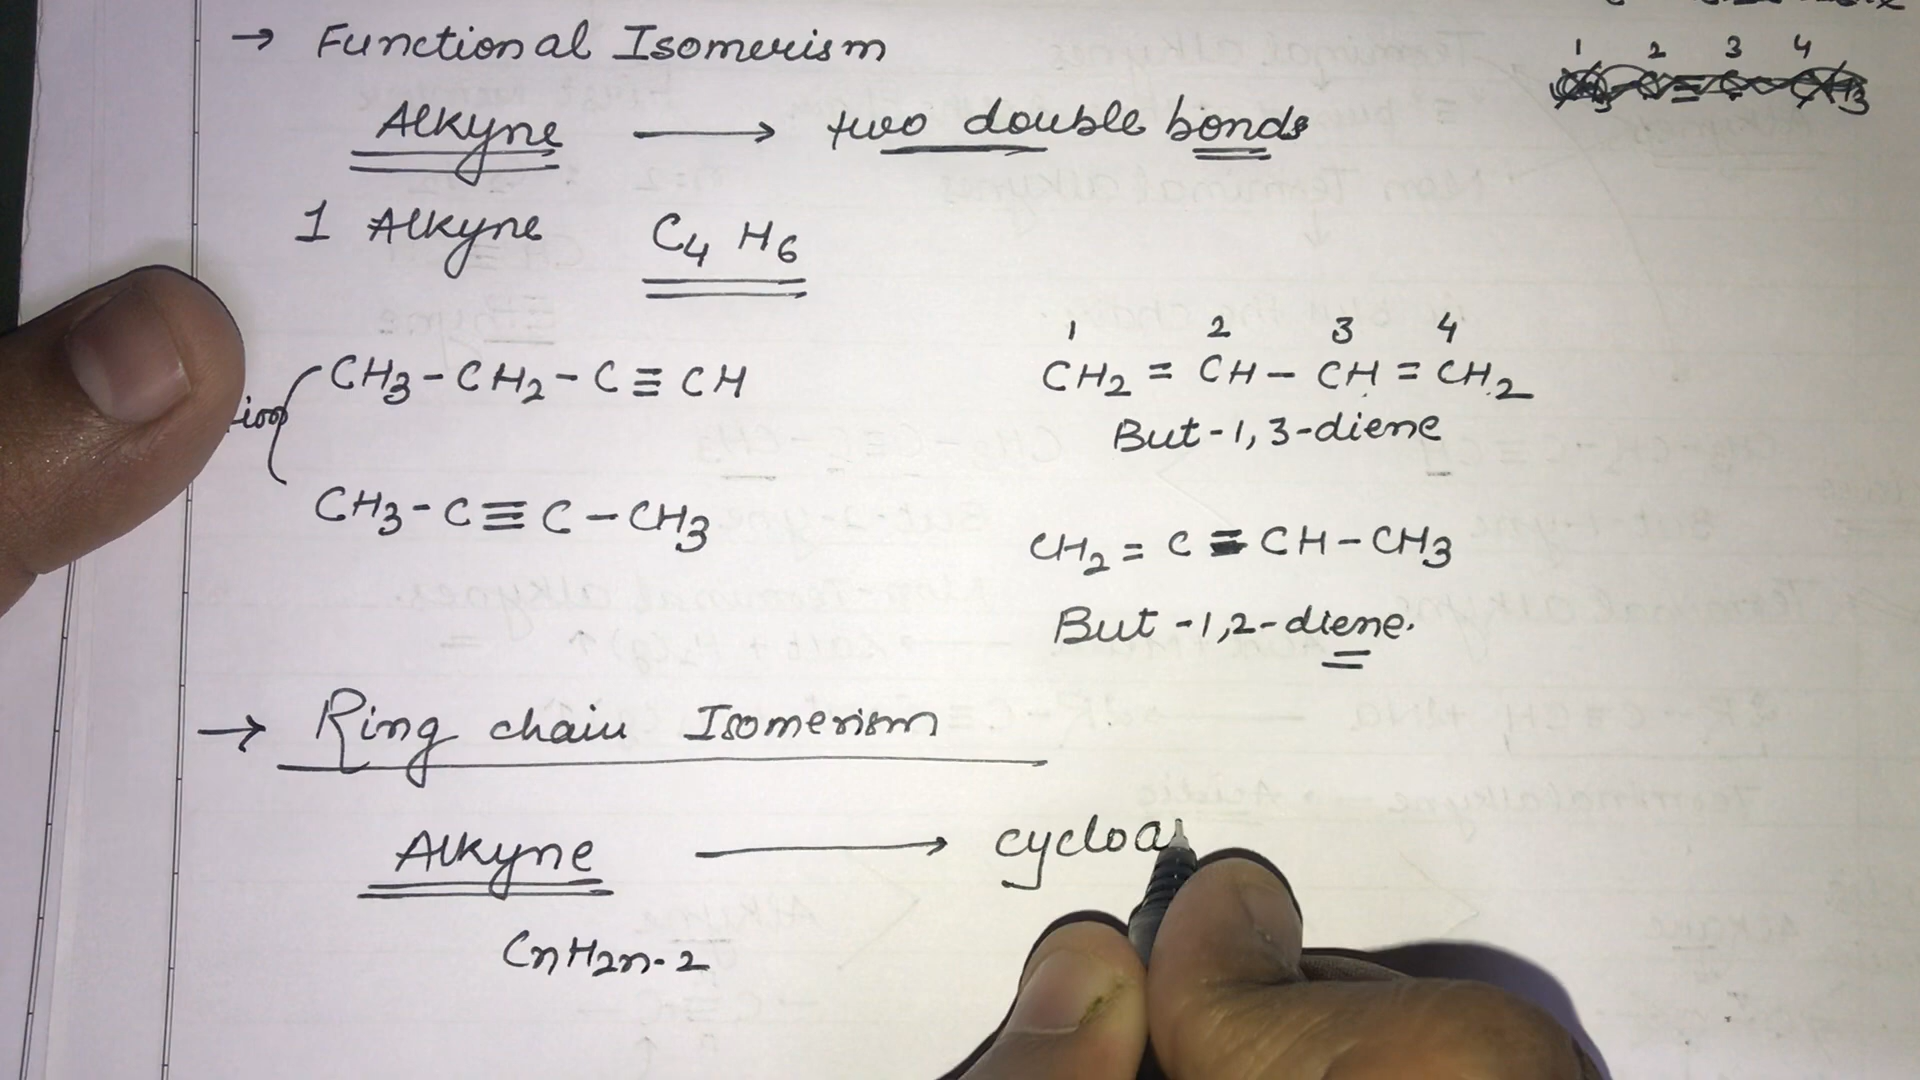 → Functional Isomerism
1 2 3 4
Alkyne → two double bonds
1 Alkyne C4 H6
CH3-CH2-C≡CH
1 2 3 4
CH2=CH-CH=CH2
But-1,3-diene
CH3-C≡C-CH3
CH2=C=CH-CH3
But-1,2-diene.
→ Ring chain Isomerism
Alkyne → cycloa
CnH2n-2